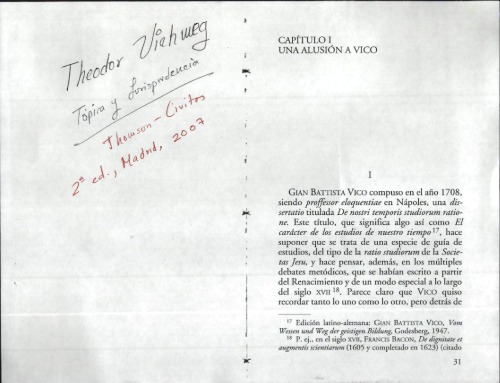 Theodor Viehweg
Tópica y Jurisprudencia
Thomson-Civitas
2ª ed., Madrid, 2007
CAPÍTULO I
UNA ALUSIÓN A VICO
I
GIAN BATTISTA VICO compuso en el año 1708,
siendo proffesor eloquentiae en Nápoles, una dis-
sertatio titulada De nostri temporis studiorum ratio-
ne. Este título, que significa algo así como El
carácter de los estudios de nuestro tiempo 17, hace
suponer que se trata de una especie de guía de
estudios, del tipo de la ratio studiorum de la Socie-
tas Jesu, y hace pensar, además, en los múltiples
debates metódicos, que se habían escrito a partir
del Renacimiento y de un modo especial a lo largo
del siglo XVII 18. Parece claro que VICO quiso
recordar tanto lo uno como lo otro, pero detrás de
17 Edición latino-alemana: GIAN BATTISTA VICO, Vom
Wesen und Weg der geistigen Bildung, Godesberg, 1947.
18 P. ej., en el siglo XVII, FRANCIS BACON, De dignitate et
augmentis scientiarum (1605 y completado en 1623) (citado
31